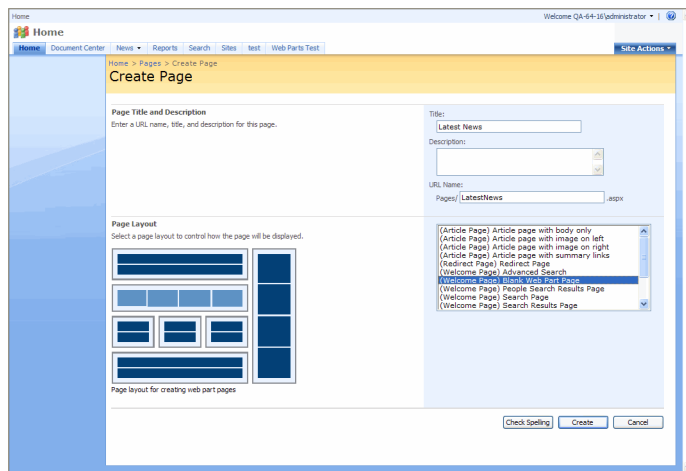 Home
Welcome QA-64-16\administrator
Home
Home Document Center News Reports Search Sites test Web Parts Test
Site Actions
Home > Pages > Create Page
Create Page
Page Title and Description
Enter a URL name, title, and description for this page.
Title:
Latest News
Description:
URL Name:
Pages/ LatestNews .aspx
Page Layout
Select a page layout to control how the page will be displayed.
(Article Page) Article page with body only
(Article Page) Article page with image on left
(Article Page) Article page with image on right
(Article Page) Article page with summary links
(Redirect Page) Redirect Page
(Welcome Page) Advanced Search
(Welcome Page) Blank Web Part Page
(Welcome Page) People Search Results Page
(Welcome Page) Search Page
(Welcome Page) Search Results Page
Page layout for creating web part pages
Check Spelling Create Cancel